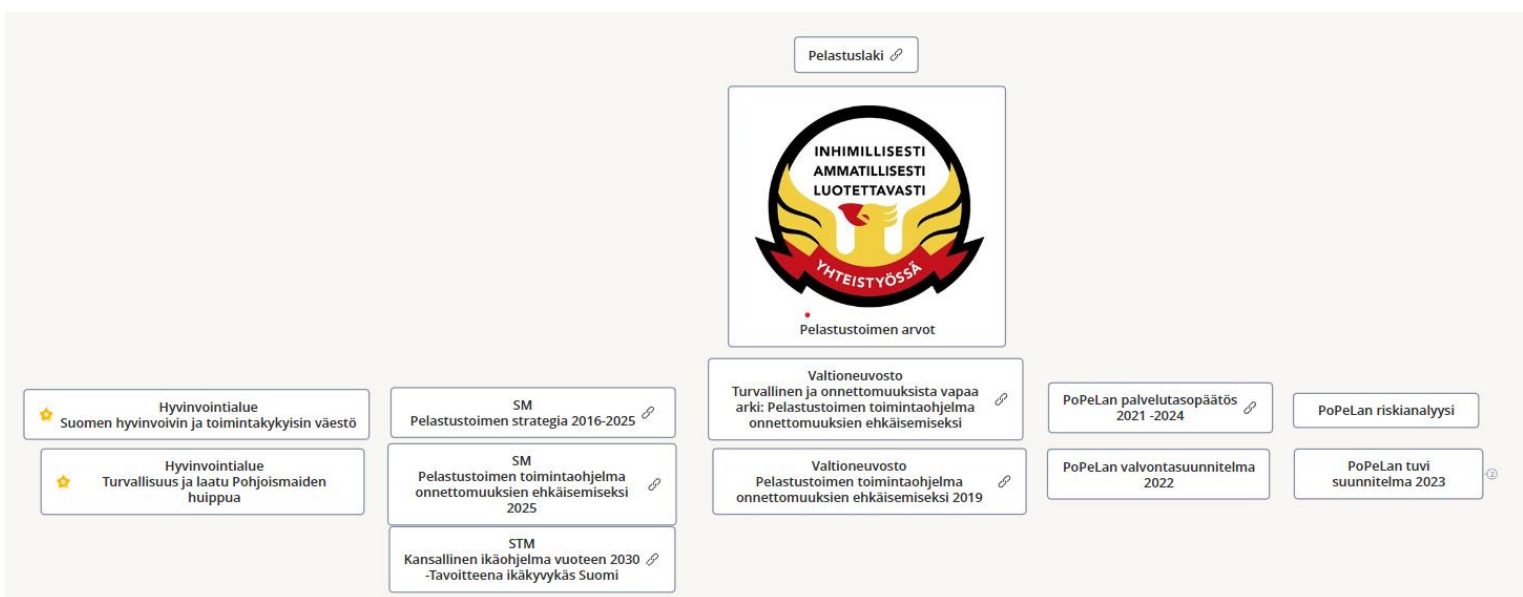 Pelastuslaki
INHIMILLISESTI
AMMATILLISESTI
LUOTETTAVASTI
YHTEISTYÖSSÄ
Pelastustoimen arvot
Hyvinvointialue
Suomen hyvinvoivin ja toimintakykyisin väestö
SM
Pelastustoimen strategia 2016-2025
Valtioneuvosto
Turvallinen ja onnettomuuksista vapaa
arki: Pelastustoimen toimintaohjelma
onnettomuuksien ehkäisemiseksi
PoPeLan palvelutasopäätös
2021 -2024
PoPeLan riskianalyysi
Hyvinvointialue
Turvallisuus ja laatu Pohjoismaiden
huippua
SM
Pelastustoimen toimintaohjelma
onnettomuuksien ehkäisemiseksi
2025
Valtioneuvosto
Pelastustoimen toimintaohjelma
onnettomuuksien ehkäisemiseksi 2019
PoPeLan valvontasuunnitelma
2022
PoPeLan tuvi
suunnitelma 2023
2
STM
Kansallinen ikäohjelma vuoteen 2030
-Tavoitteena ikäkyvykäs Suomi